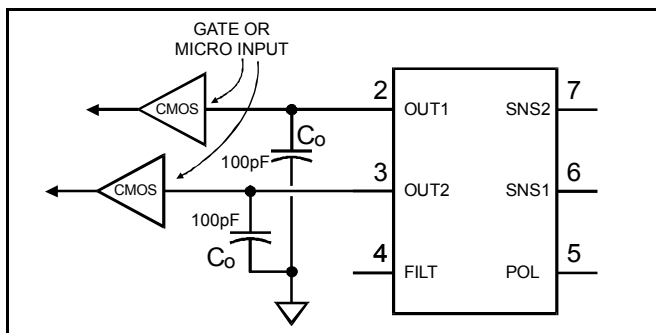 GATE OR
MICRO INPUT
CMOS
2
OUT1
SNS2
7
Co
100pF
CMOS
3
OUT2
SNS1
6
100pF
Co
4
FILT
POL
5